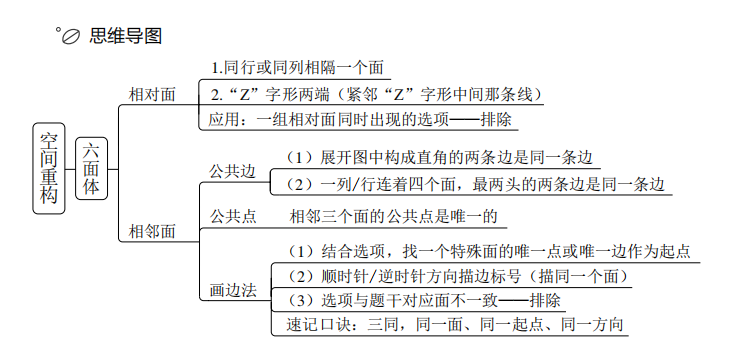 思维导图
空间重构
六面体
相对面
1.同行或同列相隔一个面
2.“Z”字形两端（紧邻“Z”字形中间那条线）
应用：一组相对面同时出现的选项——排除
相邻面
公共边
（1）展开图中构成直角的两条边是同一条边
（2）一列/行连着四个面，最两头的两条边是同一条边
公共点
相邻三个面的公共点是唯一的
画边法
（1）结合选项，找一个特殊面的唯一点或唯一边作为起点
（2）顺时针/逆时针方向描边标号（描同一个面）
（3）选项与题干对应面不一致——排除
速记口诀：三同，同一面、同一起点、同一方向